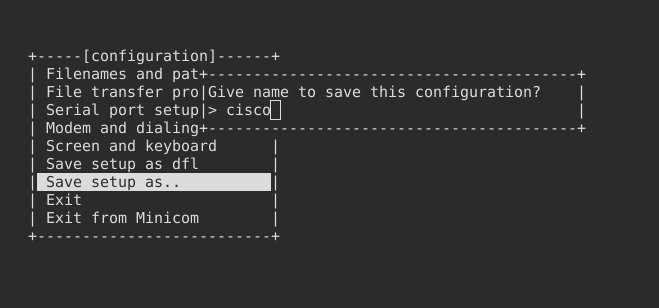 +-----[configuration]------+
| Filenames and pat+-----------------------------------------+
| File transfer pro|Give name to save this configuration?    |
| Serial port setup|> cisco                                  |
| Modem and dialing+-----------------------------------------+
| Screen and keyboard      |
| Save setup as dfl        |
| Save setup as..          |
| Exit                     |
| Exit from Minicom        |
+--------------------------+